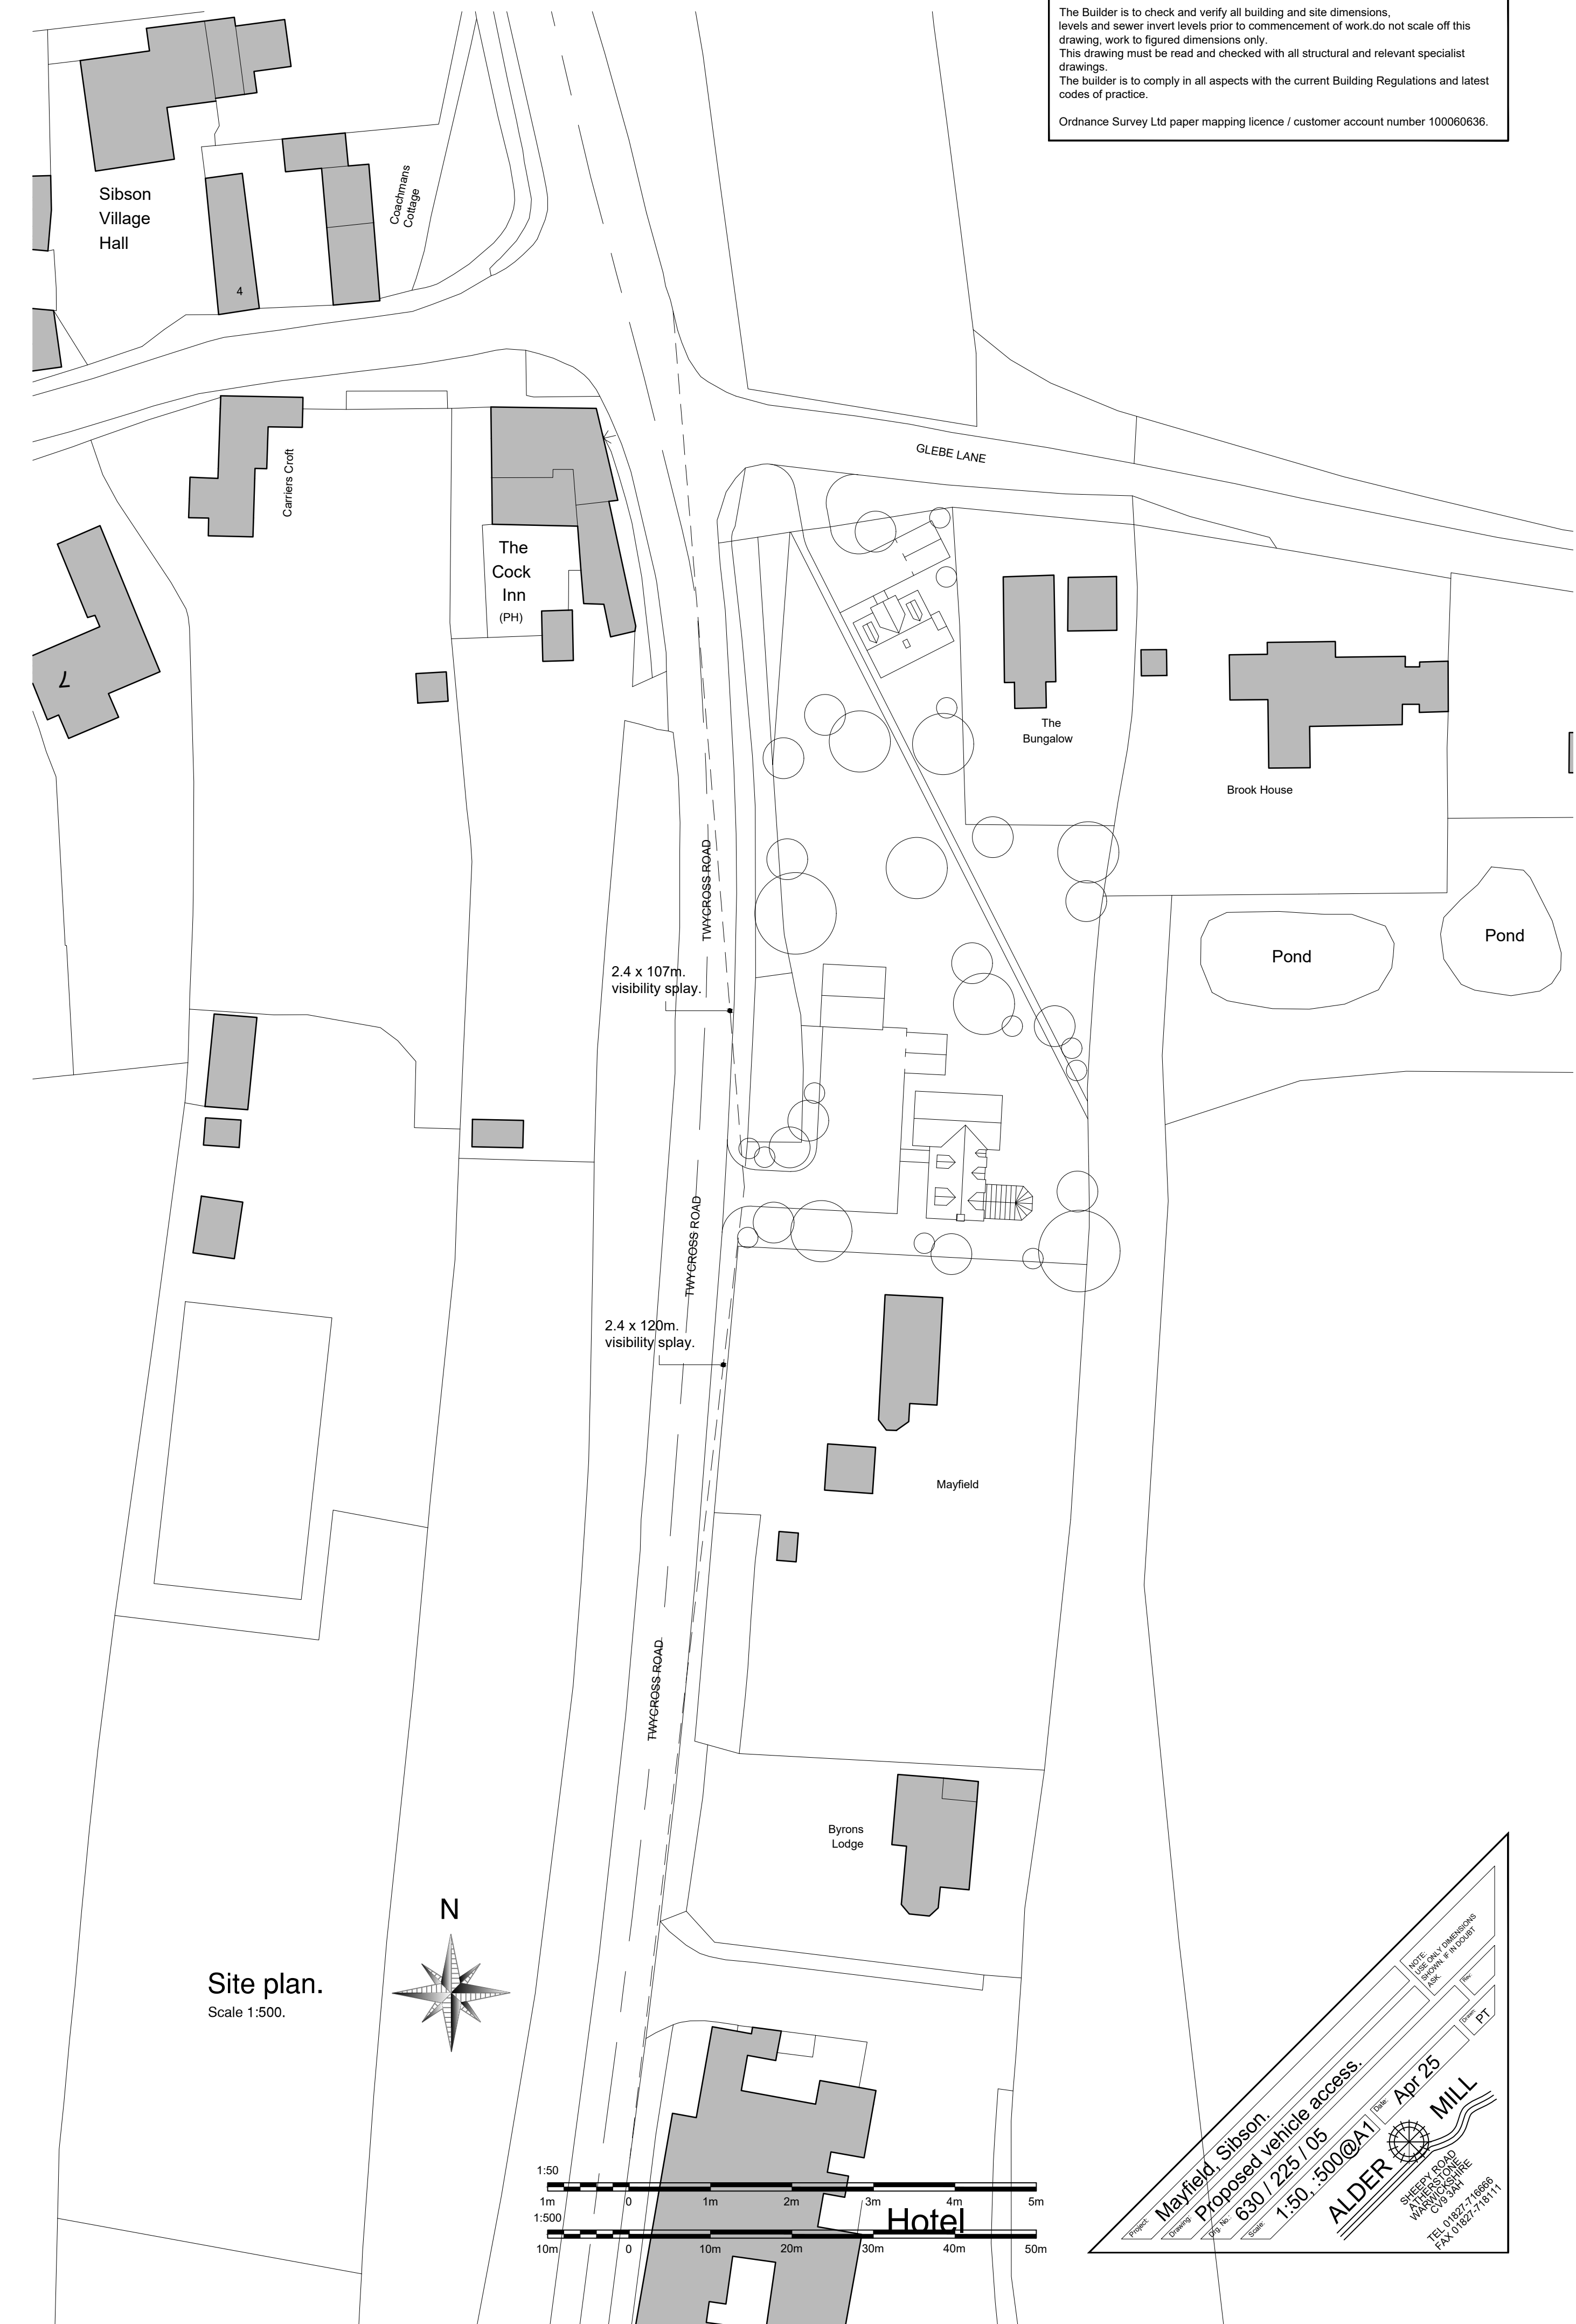 The Builder is to check and verify all building and site dimensions,
levels and sewer invert levels prior to commencement of work.do not scale off this
drawing, work to figured dimensions only.
This drawing must be read and checked with all structural and relevant specialist
drawings.
The builder is to comply in all aspects with the current Building Regulations and latest
codes of practice.
Ordnance Survey Ltd paper mapping licence / customer account number 100060636.
Sibson
Village
Hall
4
Coachmans
Cottage
Carriers Croft
The
Cock
Inn
(PH)
7
GLEBE LANE
The
Bungalow
Brook House
Pond
Pond
TWYCROSS ROAD
2.4 x 107m.
visibility splay.
TWYCROSS ROAD
2.4 x 120m.
visibility splay.
Mayfield
TWYCROSS ROAD
Byrons
Lodge
N
Site plan.
Scale 1:500.
1:50
1m 0 1m 2m 3m 4m 5m
1:500
10m 0 10m 20m 30m 40m 50m
Hotel
NOTE:
USE ONLY DIMENSIONS
SHOWN, IF IN DOUBT
ASK.
Project:
Mayfield, Sibson.
Drawing:
Proposed vehicle access.
Drg. No.:
630 / 225 / 05
Rev.
Scale:
1:50, :500@A1
Date:
Apr 25
Drawn:
PT
ALDER MILL
SHEEPY ROAD
ATHERSTONE
WARWICKSHIRE
CV9 3AH
TEL 01827-716666
FAX 01827-718111